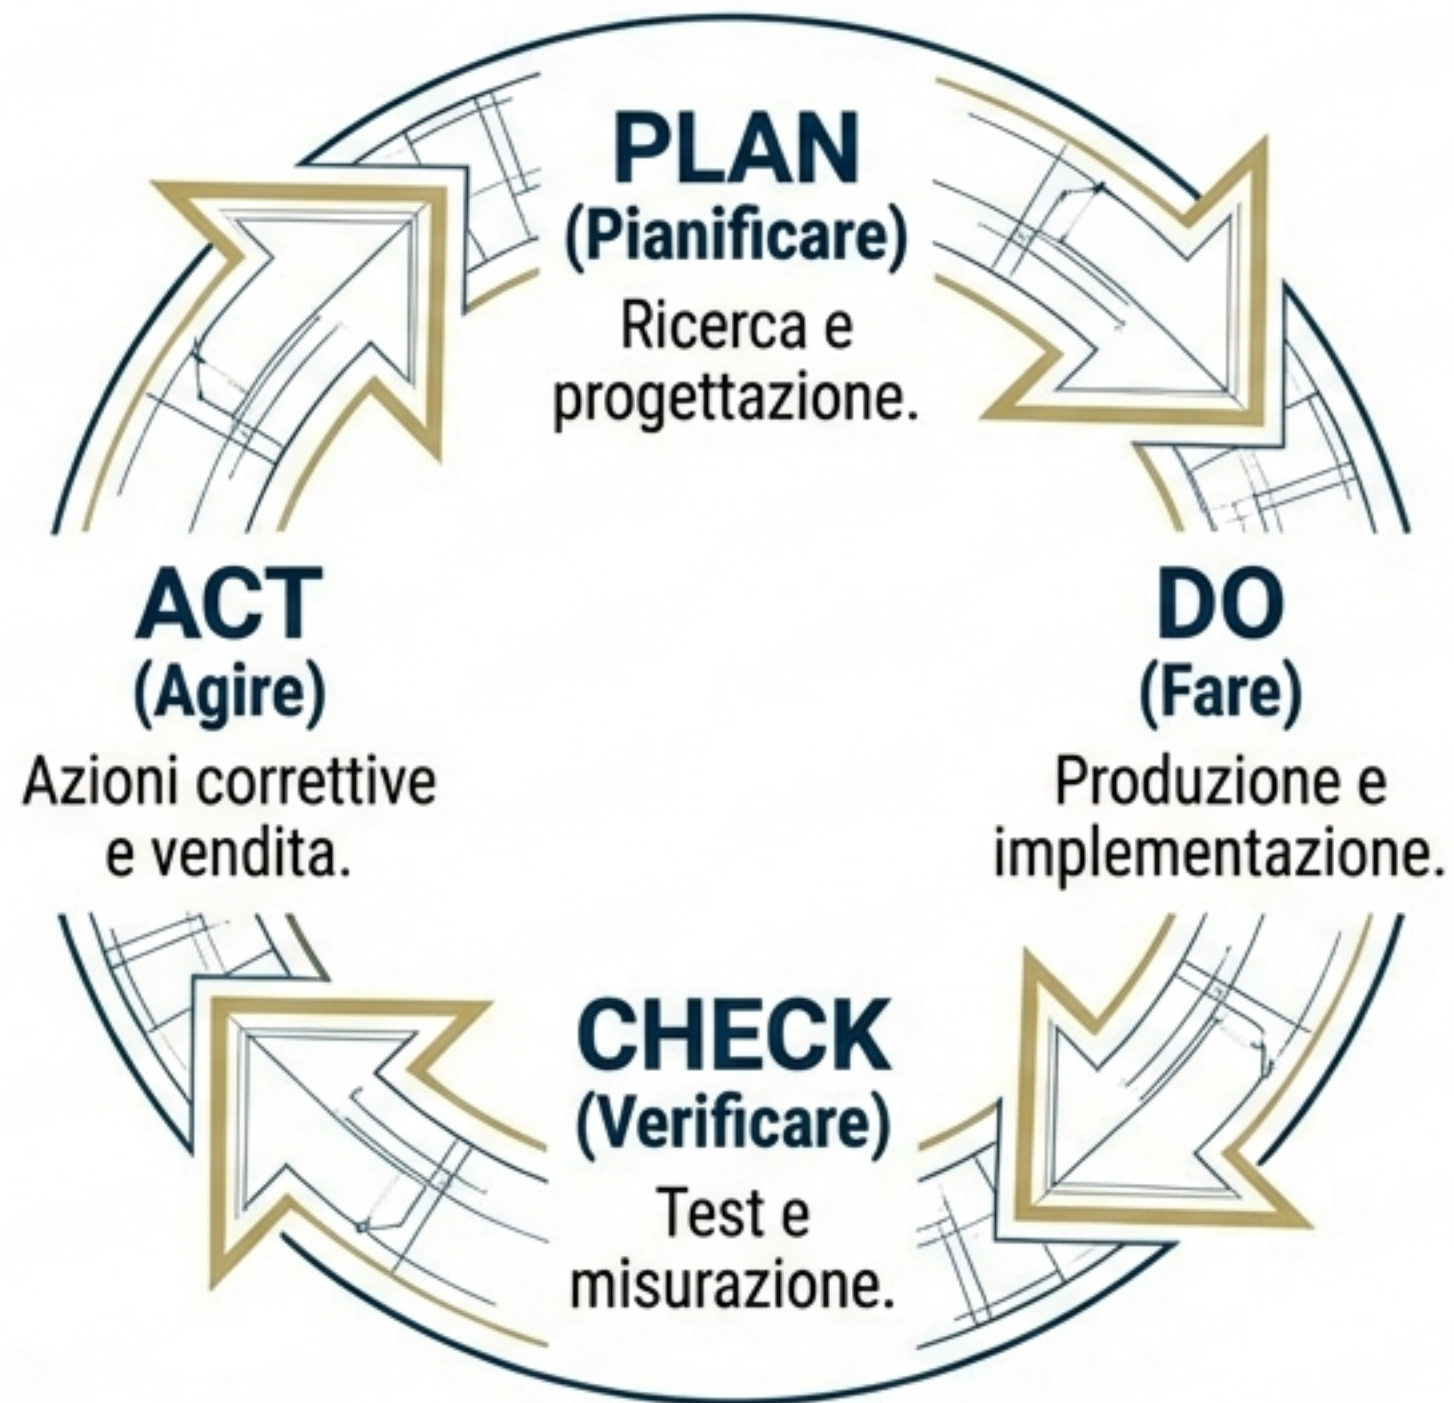 PLAN
(Pianificare)
Ricerca e
progettazione.
DO
(Fare)
Produzione e
implementazione.
CHECK
(Verificare)
Test e
misurazione.
ACT
(Agire)
Azioni correttive
e vendita.